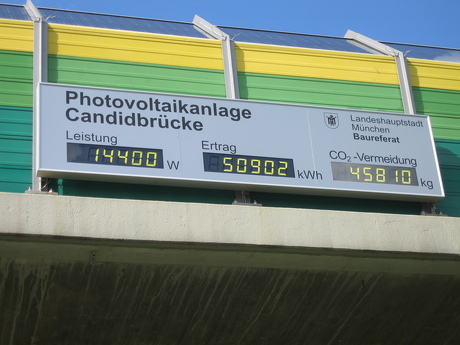 Photovoltaikanlage
Candidbrücke
Landeshauptstadt
München
Baureferat
Leistung
14400 W
Ertrag
50902 kWh
CO₂-Vermeidung
45810 kg